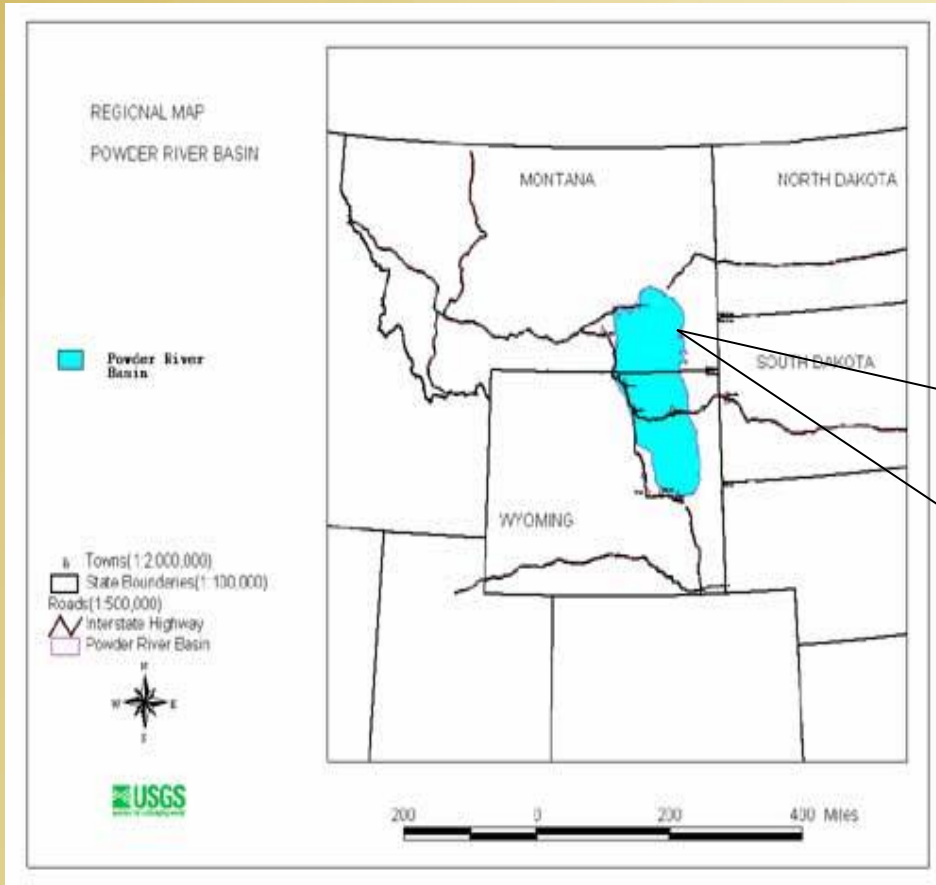 REGIONAL MAP
POWDER RIVER BASIN
MONTANA
NORTH DAKOTA
SOUTH DAKOTA
WYOMING
Powder River
Basin
Towns(1:2,000,000)
State Bounderies(1:100,000)
Roads(1:500,000)
Interstate Highway
Powder River Basin
N
W E
S
USGS
200 0 200 400 Miles